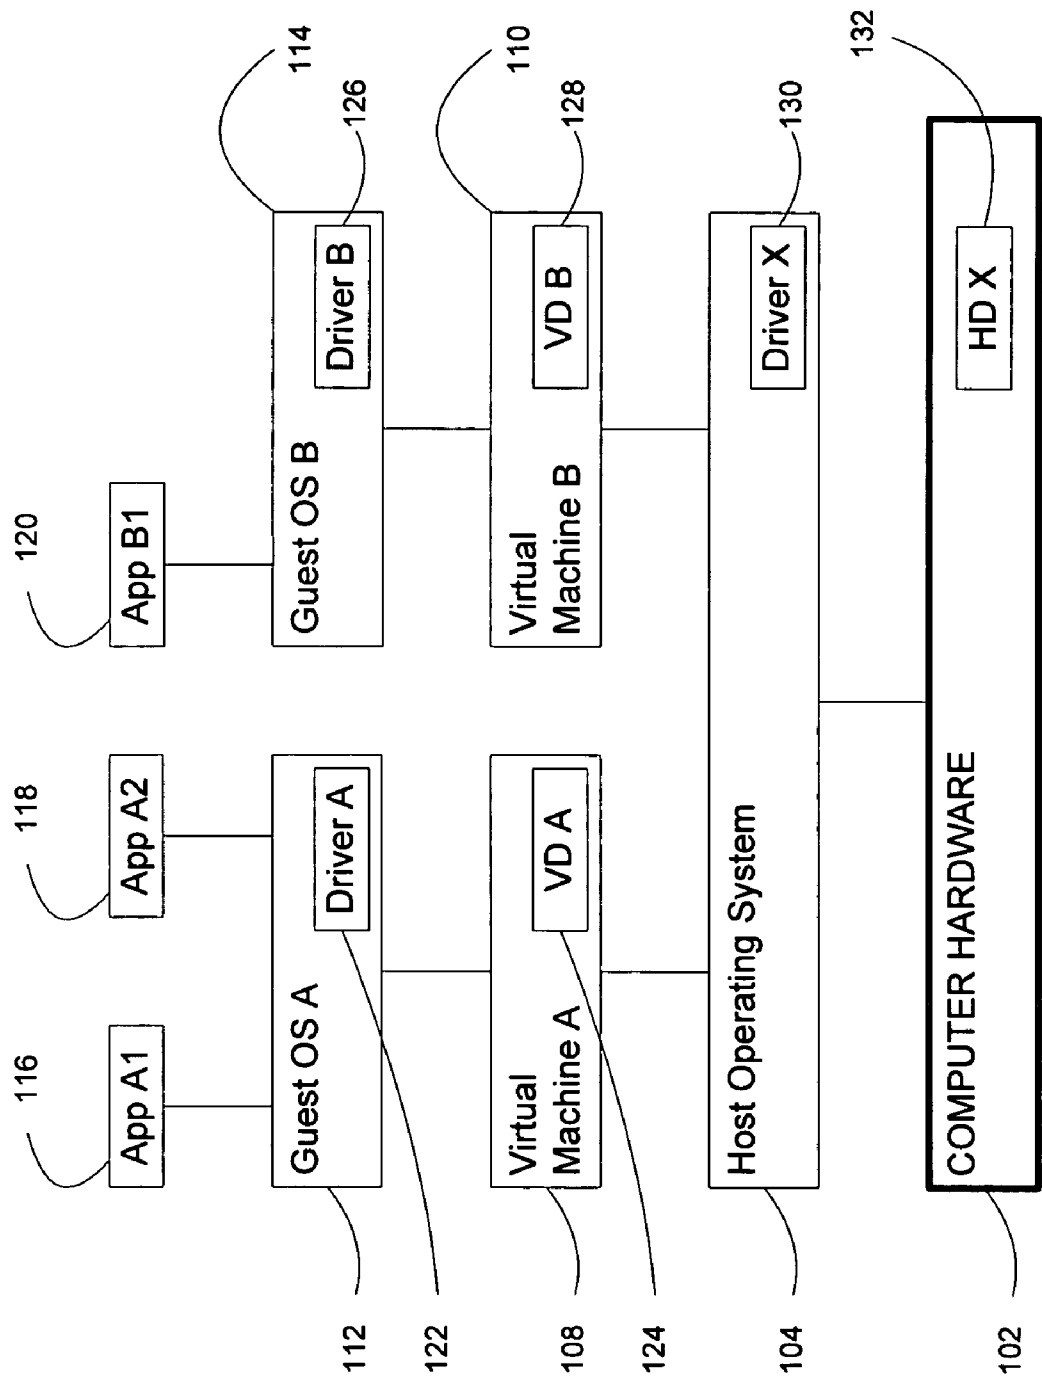 116
118
120
App A1
App A2
App B1
114
112
Guest OS A
Driver A
122
Guest OS B
Driver B
126
110
108
Virtual
Machine A
VD A
124
Virtual
Machine B
VD B
128
104
Host Operating System
Driver X
130
102
COMPUTER HARDWARE
HD X
132